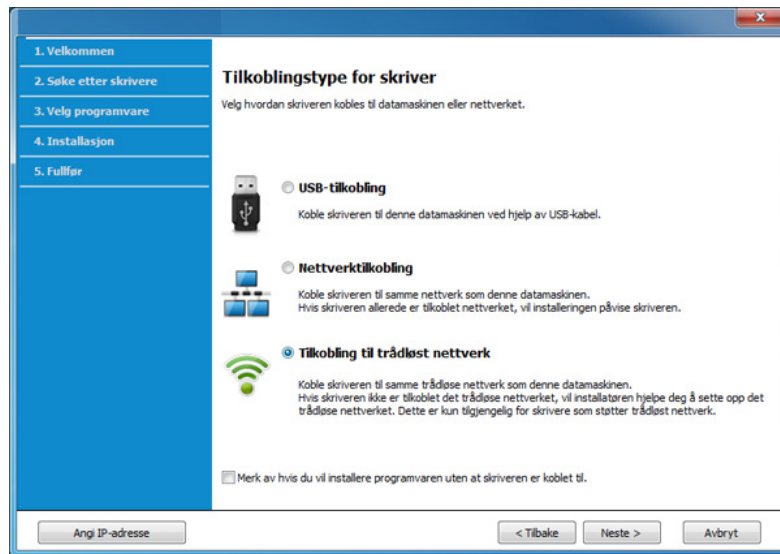 1. Velkommen
2. Søke etter skrivere
3. Velg programvare
4. Installasjon
5. Fullfør
Tilkoblingstype for skriver
Velg hvordan skriveren kobles til datamaskinen eller nettverket.
USB-tilkobling
Koble skriveren til denne datamaskinen ved hjelp av USB-kabel.
Nettverktilkobling
Koble skriveren til samme nettverk som denne datamaskinen.
Hvis skriveren allerede er tilkoblet nettverket, vil installeringen påvise skriveren.
Tilkobling til trådløst nettverk
Koble skriveren til samme trådløse nettverk som denne datamaskinen.
Hvis skriveren ikke er tilkoblet det trådløse nettverket, vil installatøren hjelpe deg å sette opp det
trådløse nettverket. Dette er kun tilgjengelig for skrivere som støtter trådløst nettverk.
Merk av hvis du vil installere programvaren uten at skriveren er koblet til.
Angi IP-adresse
< Tilbake
Neste >
Avbryt